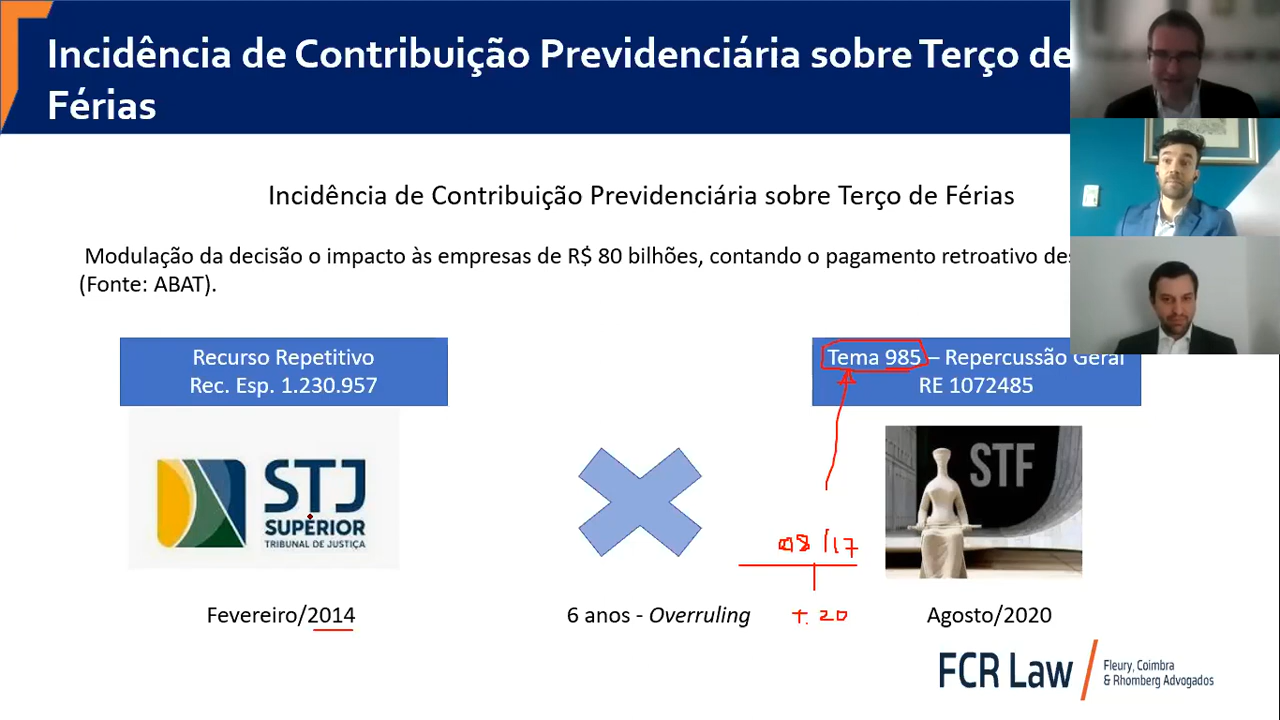 Incidência de Contribuição Previdenciária sobre Terço de
Férias
Incidência de Contribuição Previdenciária sobre Terço de Férias
Modulação da decisão o impacto às empresas de R$ 80 bilhões, contando o pagamento retroativo
(Fonte: ABAT).
Recurso Repetitivo
Rec. Esp. 1.230.957
Tema 985 – Repercussão Geral
RE 1072485
STJ
SUPERIOR
TRIBUNAL DE JUSTIÇA
STF
08/17
Fevereiro/2014
6 anos - Overruling
20
Agosto/2020
FCR Law
Fleury, Coimbra
& Rhomberg Advogados